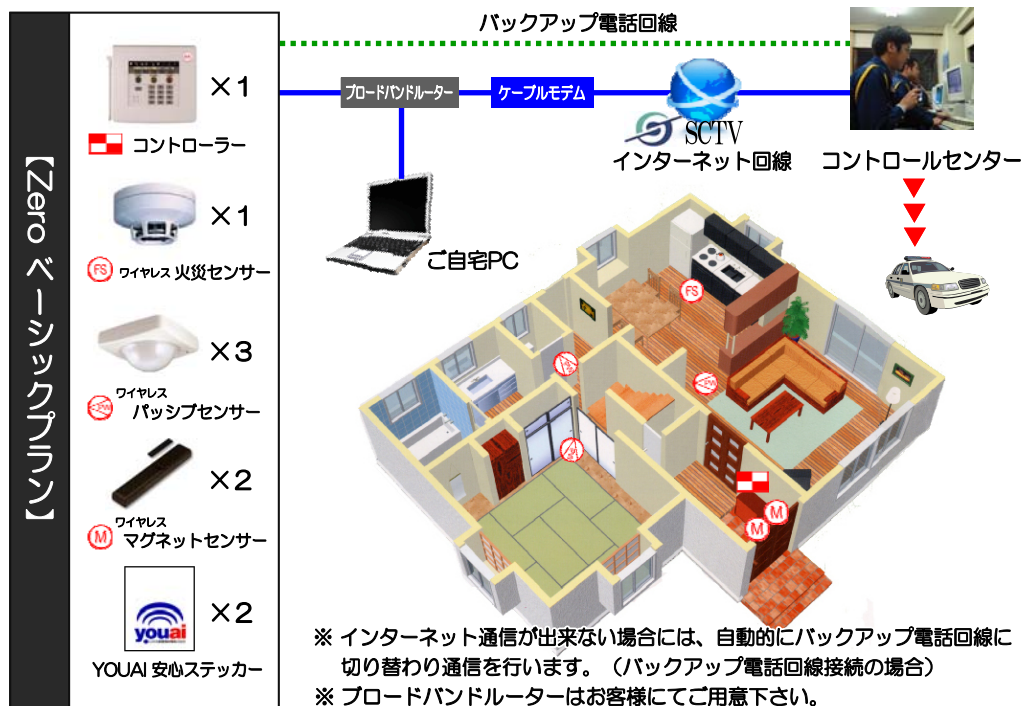 【Zero ベーシックプラン】
×1
コントローラー
×1
FS ワイヤレス 火災センサー
×3
ワイヤレス
パッシブセンサー
×2
ワイヤレス
M マグネットセンサー
youai
×2
YOUAI 安心ステッカー
バックアップ電話回線
ブロードバンドルーター
ケーブルモデム
SCTV
インターネット回線
コントロールセンター
ご自宅PC
FS
M
M
※ インターネット通信が出来ない場合には、自動的にバックアップ電話回線に
切り替わり通信を行います。（バックアップ電話回線接続の場合）
※ ブロードバンドルーターはお客様にてご用意下さい。